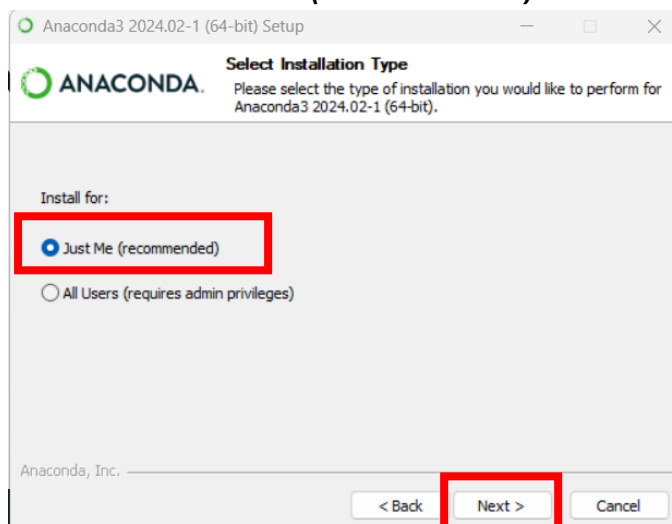 Anaconda3 2024.02-1 (64-bit) Setup
ANACONDA.
Select Installation Type
Please select the type of installation you would like to perform for
Anaconda3 2024.02-1 (64-bit).
Install for:
Just Me (recommended)
All Users (requires admin privileges)
Anaconda, Inc.
< Back Next > Cancel